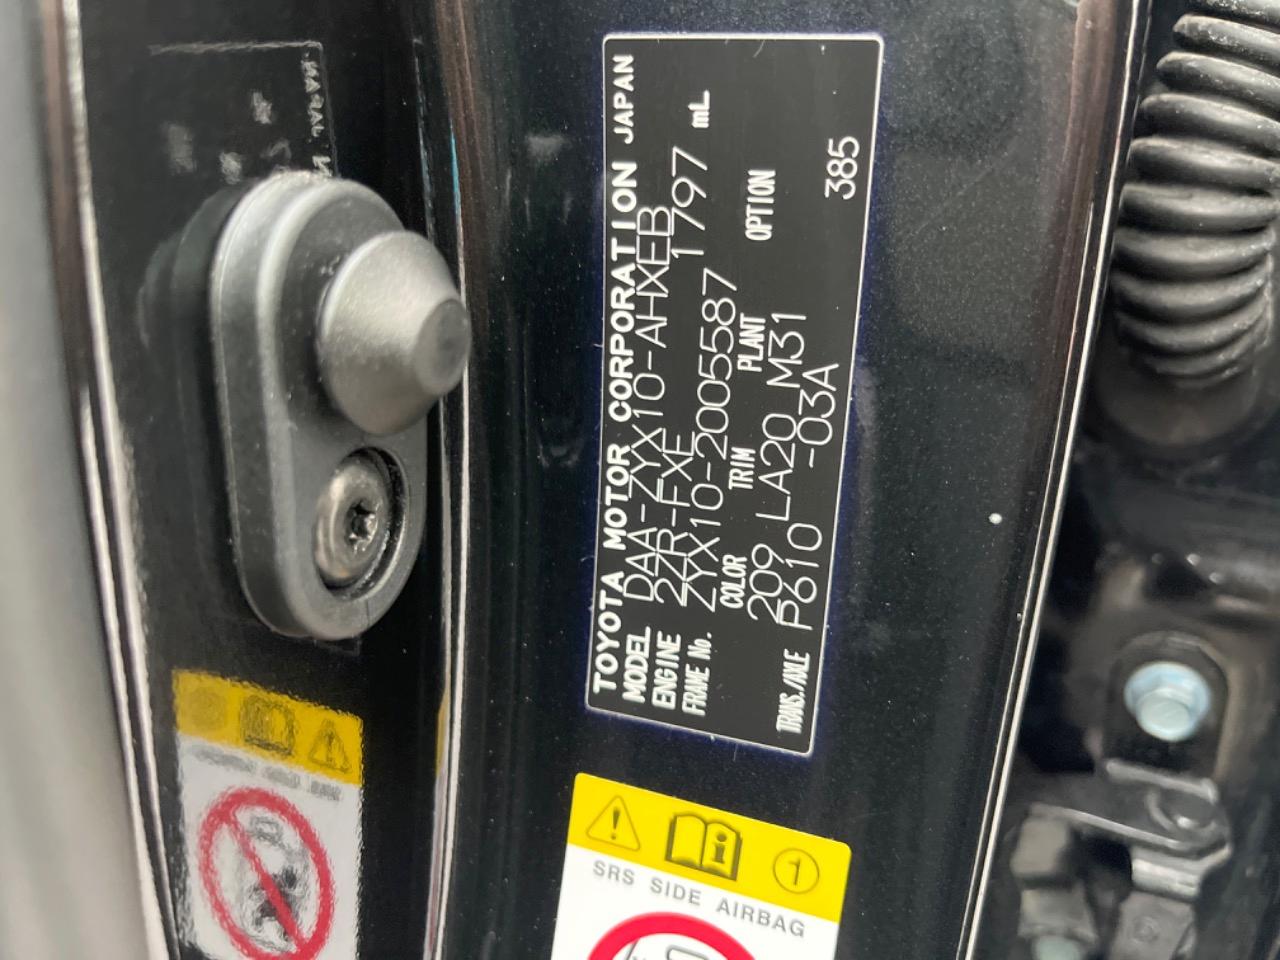 TOYOTA MOTOR CORPORATION JAPAN
MODEL DAA-ZYX10-AHXEB
ENGINE 2ZR-FXE 1797 mL
FRAME No. ZYX10-2005587
COLOR TRIM PLANT OPTION
209 LA20 M31
TRANS./AXLE P610 -03A 385
1
SRS SIDE AIRBAG